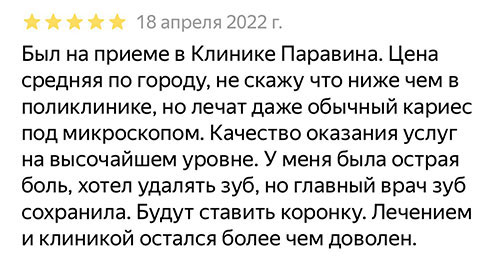 18 апреля 2022 г.
Был на приеме в Клинике Паравина. Цена
средняя по городу, не скажу что ниже чем в
поликлинике, но лечат даже обычный кариес
под микроскопом. Качество оказания услуг
на высочайшем уровне. У меня была острая
боль, хотел удалять зуб, но главный врач зуб
сохранила. Будут ставить коронку. Лечением
и клиникой остался более чем доволен.